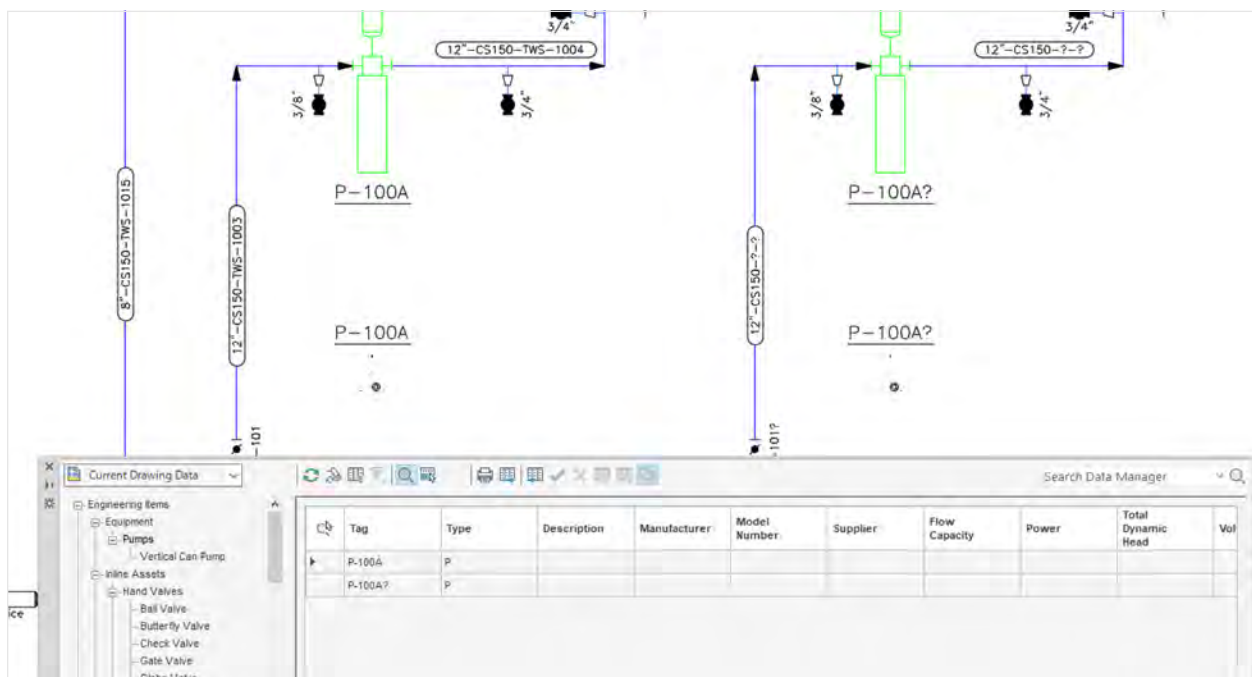 3/4"
3/4"
12"-CS150-TWS-1004
12"-CS150-?-?
3/8"
3/4"
3/8"
3/4"
8"-CS150-TWS-1015
12"-CS150-TWS-1003
P-100A
P-100A?
12"-CS150-?-?
P-100A
P-100A?
-101
-101?
Current Drawing Data
Search Data Manager
Engineering Items
Equipment
Pumps
Vertical Can Pump
Inline Assets
Hand Valves
Ball Valve
Butterfly Valve
Check Valve
Gate Valve
Tag Type Description Manufacturer Model Number Supplier Flow Capacity Power Total Dynamic Head Vol
P-100A P
P-100A? P
ice